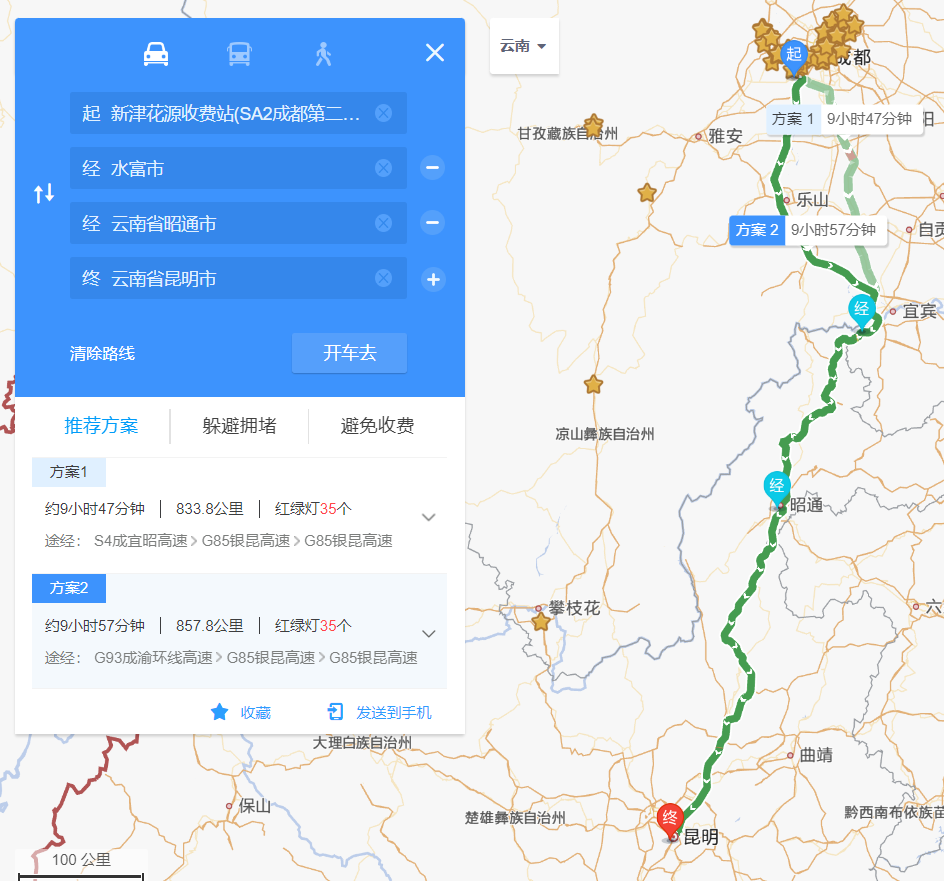 起 新津花源收费站(SA2成都第二…
经 水富市
经 云南省昭通市
终 云南省昆明市
清除路线
开车去
推荐方案
躲避拥堵
避免收费
方案1
约9小时47分钟 | 833.8公里 | 红绿灯35个
途经: S4成宜昭高速>G85银昆高速>G85银昆高速
方案2
约9小时57分钟 | 857.8公里 | 红绿灯35个
途经: G93成渝环线高速>G85银昆高速>G85银昆高速
收藏
发送到手机
云南
起
成都
方案 1 9小时47分钟
阳
甘孜藏族自治州
雅安
乐山
方案 2 9小时57分钟
自贡
经
宜宾
凉山彝族自治州
经
昭通
攀枝花
六
大理白族自治州
曲靖
保山
楚雄彝族自治州
黔西南布依族苗
终
昆明
100 公里